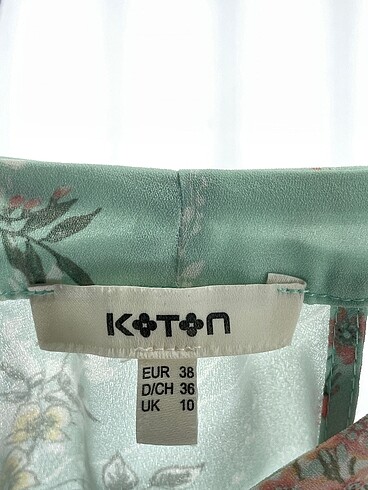 KOTON
EUR 38
D/CH 36
UK 10